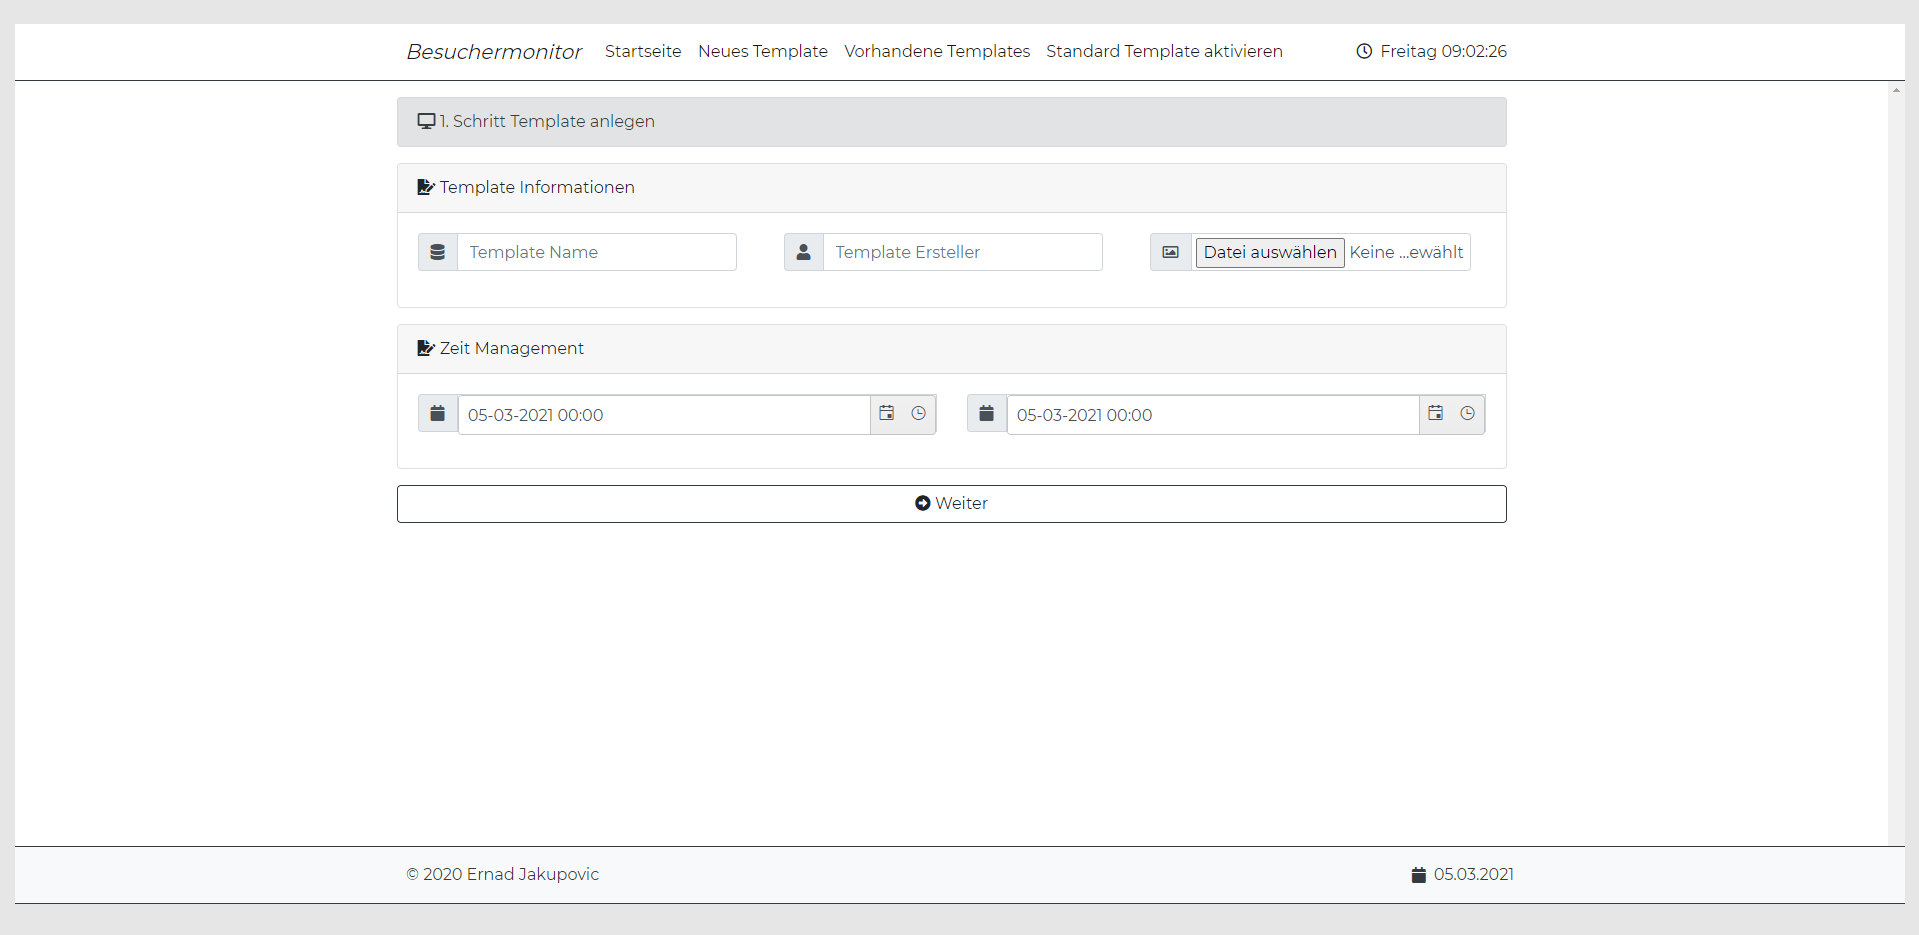 Besuchermonitor Startseite Neues Template Vorhandene Templates Standard Template aktivieren Freitag 09:02:26
1. Schritt Template anlegen
Template Informationen
Template Name Template Ersteller Datei auswählen Keine ...ewählt
Zeit Management
05-03-2021 00:00 05-03-2021 00:00
Weiter
© 2020 Ernad Jakupovic 05.03.2021